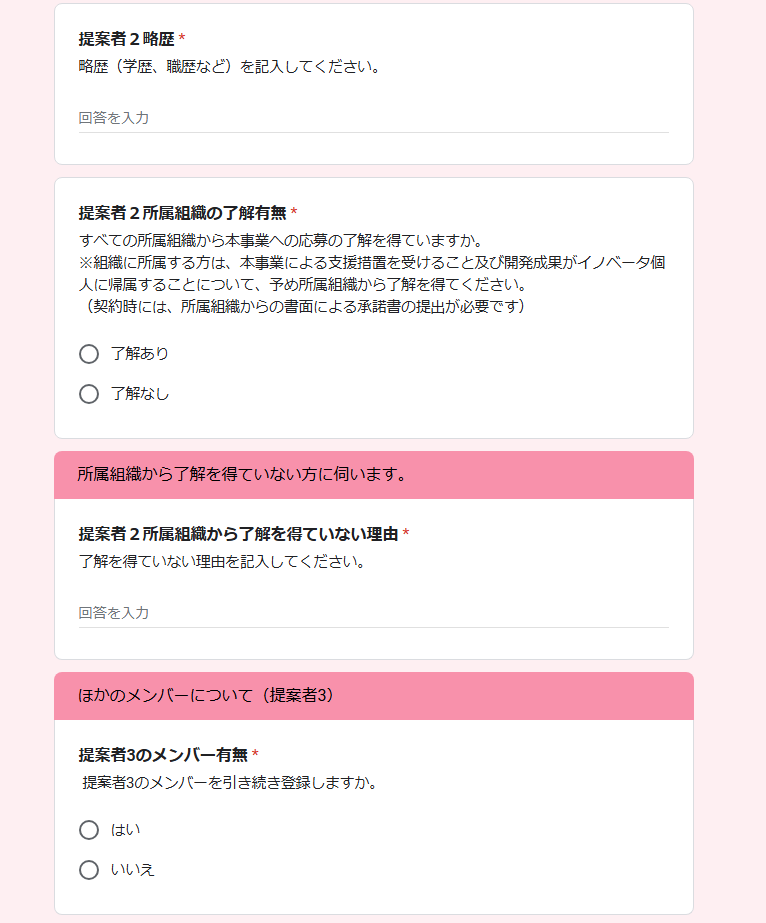 提案者２略歴 *
略歴（学歴、職歴など）を記入してください。
回答を入力
提案者２所属組織の了解有無 *
すべての所属組織から本事業への応募の了解を得ていますか。
※組織に所属する方は、本事業による支援措置を受けること及び開発成果がイノベータ個
人に帰属することについて、予め所属組織から了解を得てください。
（契約時には、所属組織からの書面による承諾書の提出が必要です）
了解あり
了解なし
所属組織から了解を得ていない方に伺います。
提案者２所属組織から了解を得ていない理由 *
了解を得ていない理由を記入してください。
回答を入力
ほかのメンバーについて（提案者3）
提案者3のメンバー有無 *
提案者3のメンバーを引き続き登録しますか。
はい
いいえ